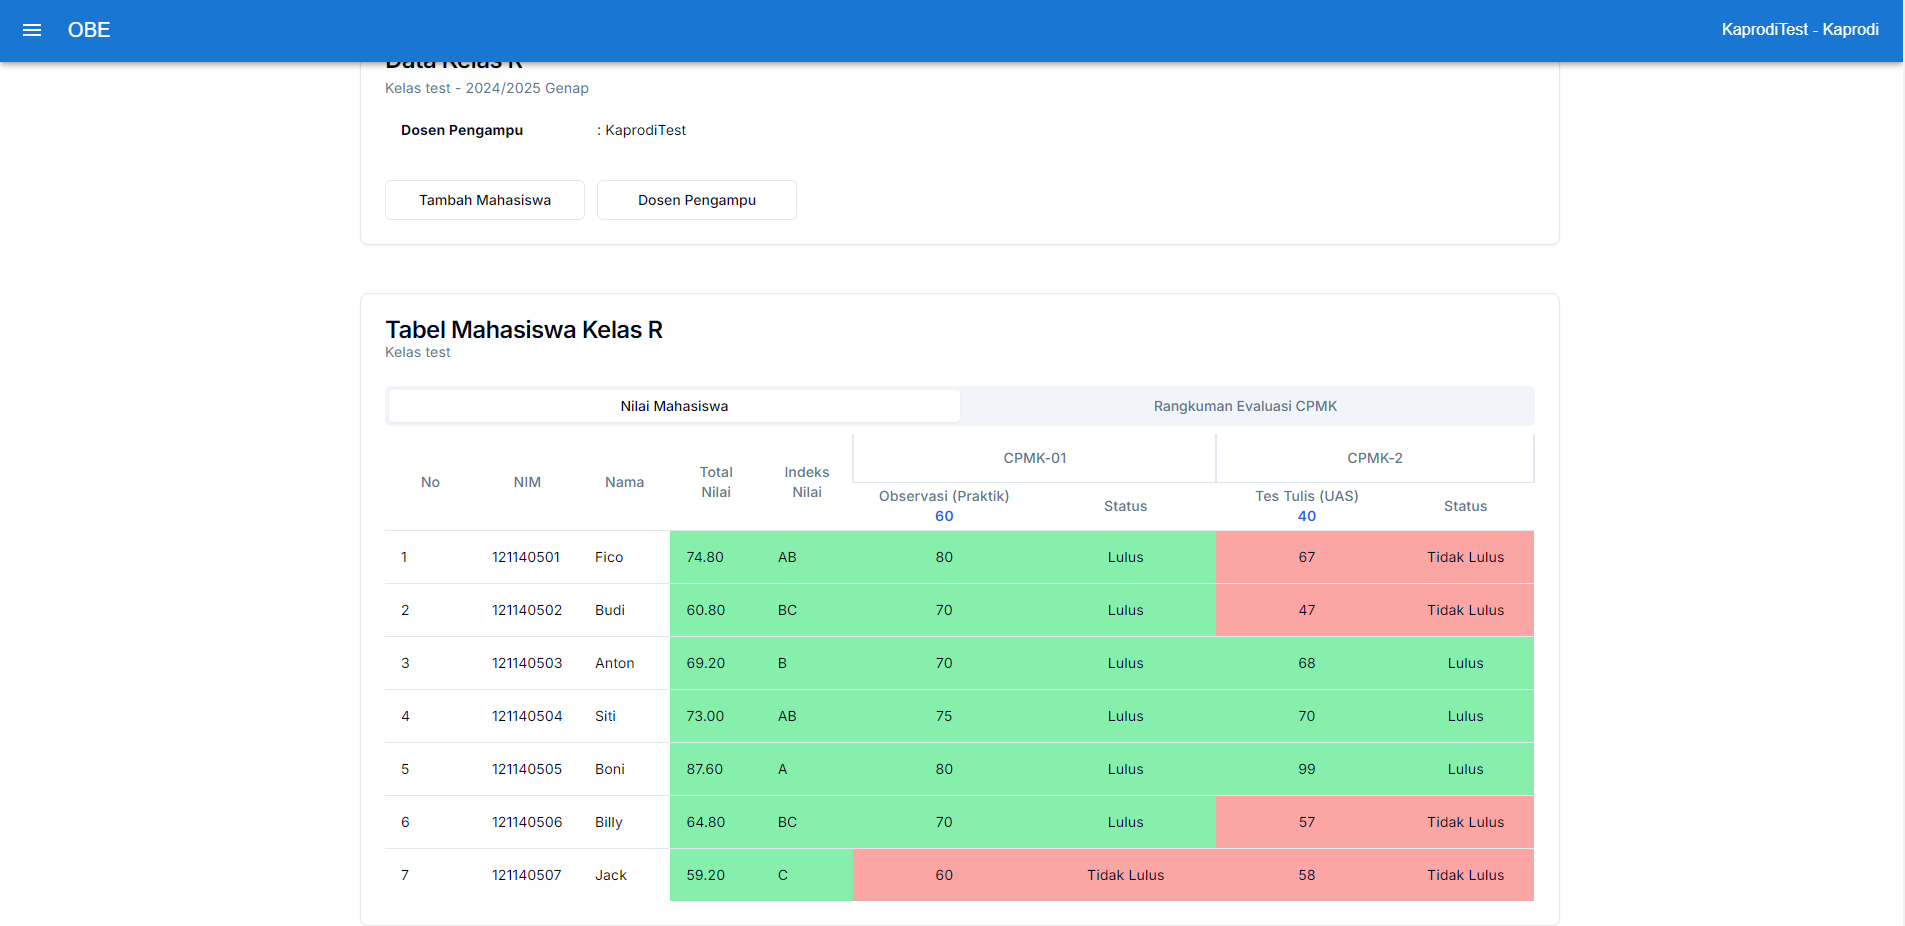 OBE
KaprodiTest - Kaprodi
Data Kelas R
Kelas test - 2024/2025 Genap
Dosen Pengampu : KaprodiTest
Tambah Mahasiswa Dosen Pengampu
Tabel Mahasiswa Kelas R
Kelas test
Nilai Mahasiswa Rangkuman Evaluasi CPMK
No NIM Nama Total Nilai Indeks Nilai CPMK-01 CPMK-2
Observasi (Praktik) 60 Status Tes Tulis (UAS) 40 Status
1 121140501 Fico 74.80 AB 80 Lulus 67 Tidak Lulus
2 121140502 Budi 60.80 BC 70 Lulus 47 Tidak Lulus
3 121140503 Anton 69.20 B 70 Lulus 68 Lulus
4 121140504 Siti 73.00 AB 75 Lulus 70 Lulus
5 121140505 Boni 87.60 A 80 Lulus 99 Lulus
6 121140506 Billy 64.80 BC 70 Lulus 57 Tidak Lulus
7 121140507 Jack 59.20 C 60 Tidak Lulus 58 Tidak Lulus